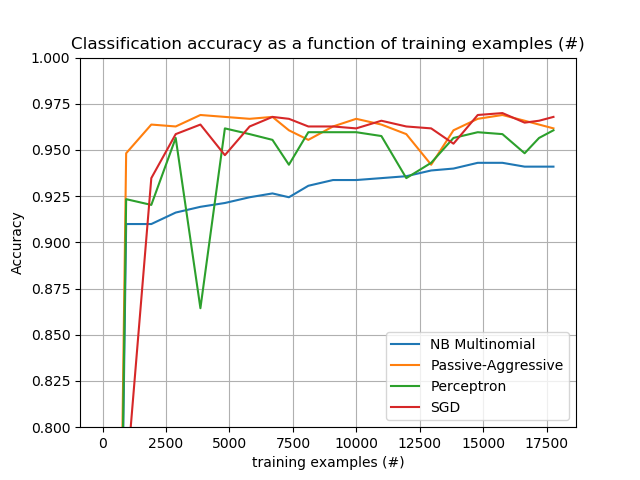 Classification accuracy as a function of training examples (#)
1.000
0.975
0.950
0.925
0.900
0.875
0.850
0.825
0.800
Accuracy
NB Multinomial
Passive-Aggressive
Perceptron
SGD
0 2500 5000 7500 10000 12500 15000 17500
training examples (#)